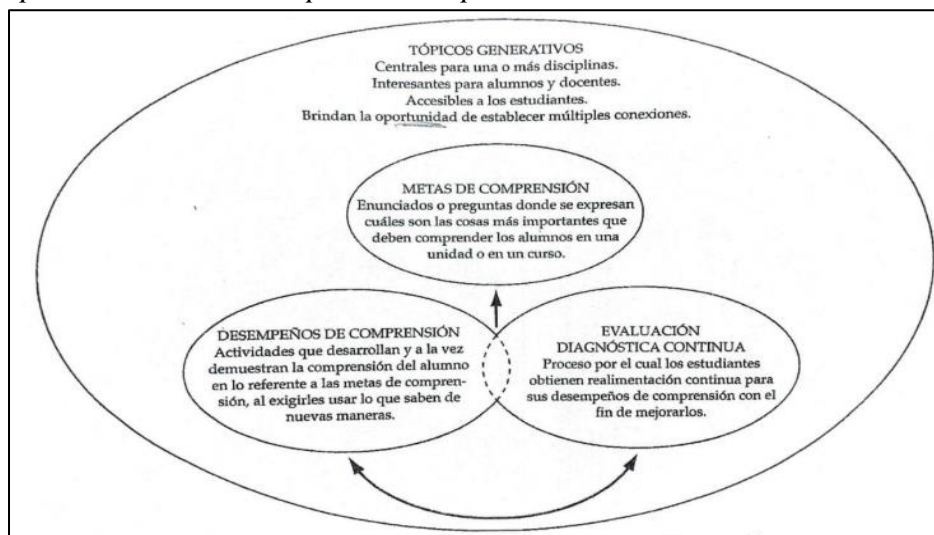 TÓPICOS GENERATIVOS
Centrales para una o más disciplinas.
Interesantes para alumnos y docentes.
Accesibles a los estudiantes.
Brindan la oportunidad de establecer múltiples conexiones.
METAS DE COMPRENSIÓN
Enunciados o preguntas donde se expresan
cuáles son las cosas más importantes que
deben comprender los alumnos en una
unidad o en un curso.
DESEMPEÑOS DE COMPRENSIÓN
Actividades que desarrollan y a la vez
demuestran la comprensión del alumno
en lo referente a las metas de compren-
sión, al exigirles usar lo que saben de
nuevas maneras.
EVALUACIÓN
DIAGNÓSTICA CONTINUA
Proceso por el cual los estudiantes
obtienen realimentación continua para
sus desempeños de comprensión con el
fin de mejorarlos.